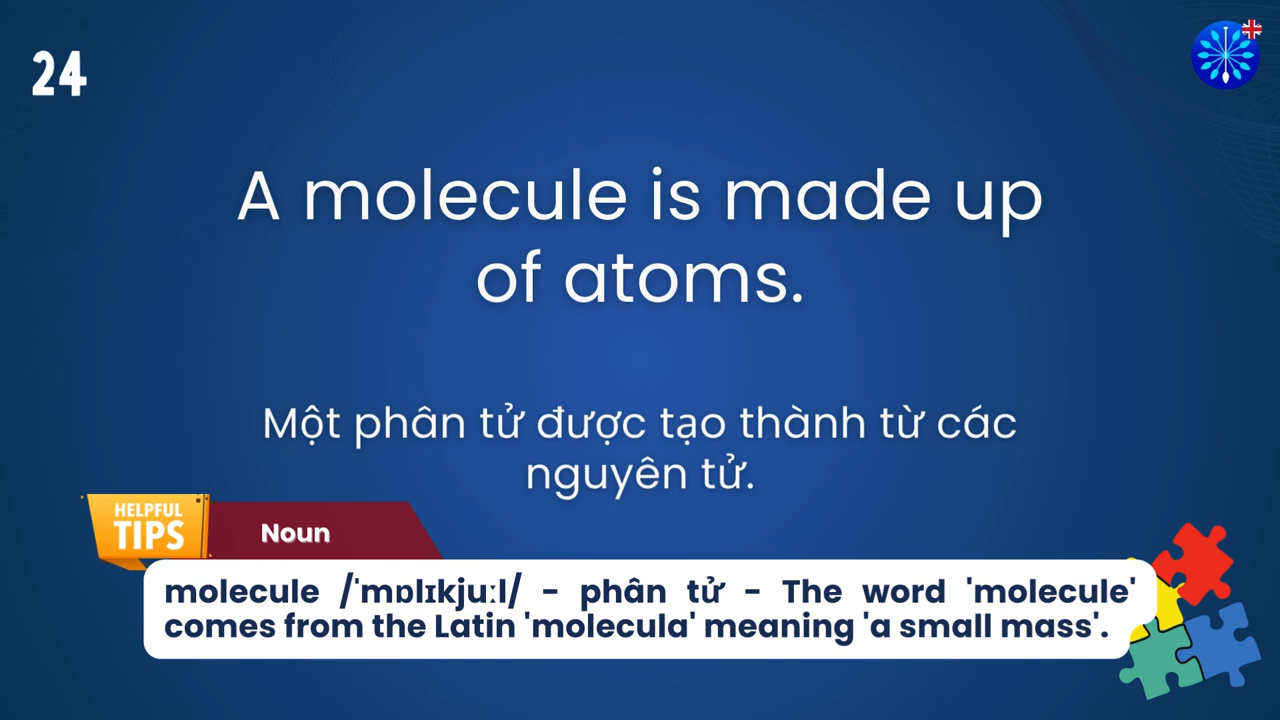 24
A molecule is made up
of atoms.
Một phân tử được tạo thành từ các
nguyên tử.
HELPFUL
TIPS
Noun
molecule /ˈmɒlɪkjuːl/ - phân tử - The word 'molecule'
comes from the Latin 'molecula' meaning 'a small mass'.